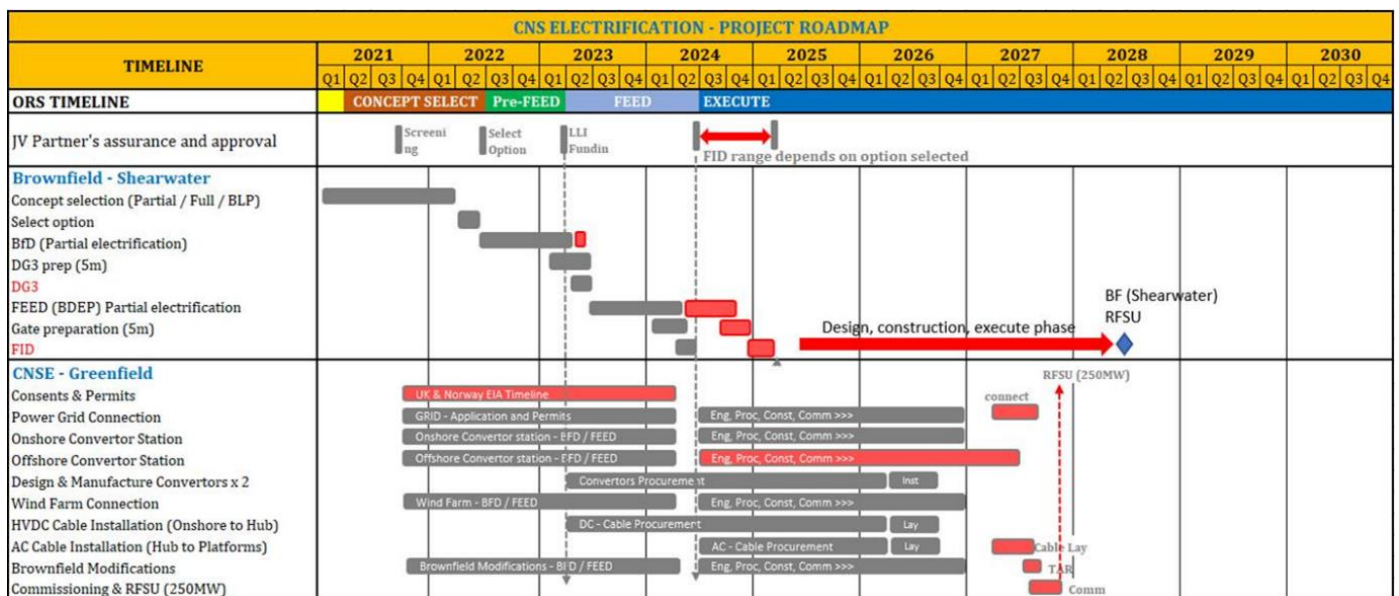 CNS ELECTRIFICATION - PROJECT ROADMAP
TIMELINE
2021 2022 2023 2024 2025 2026 2027 2028 2029 2030
Q1 Q2 Q3 Q4 Q1 Q2 Q3 Q4 Q1 Q2 Q3 Q4 Q1 Q2 Q3 Q4 Q1 Q2 Q3 Q4 Q1 Q2 Q3 Q4 Q1 Q2 Q3 Q4 Q1 Q2 Q3 Q4 Q1 Q2 Q3 Q4 Q1 Q2 Q3 Q4
ORS TIMELINE CONCEPT SELECT Pre-FEED FEED EXECUTE
JV Partner's assurance and approval
Screeni
ng
Select
Option
LLI
Fundin
FID range depends on option selected
Brownfield - Shearwater
Concept selection (Partial / Full / BLP)
Select option
BfD (Partial electrification)
DG3 prep (5m)
DG3
FEED (BDEP) Partial electrification
Gate preparation (5m)
FID
Design, construction, execute phase
BF (Shearwater)
RFSU
CNSE - Greenfield
RFSU (250MW)
Consents & Permits UK & Norway EIA Timeline connect
Power Grid Connection GRID - Application and Permits Eng, Proc, Const, Comm >>>
Onshore Convertor Station Onshore Convertor station - BFD / FEED Eng, Proc, Const, Comm >>>
Offshore Convertor Station Offshore Convertor station - BFD / FEED Eng, Proc, Const, Comm >>>
Design & Manufacture Convertors x 2 Convertors Procurement Inst
Wind Farm Connection Wind Farm - BFD / FEED Eng, Proc, Const, Comm >>>
HVDC Cable Installation (Onshore to Hub) DC - Cable Procurement Lay
AC Cable Installation (Hub to Platforms) AC - Cable Procurement Lay Cable Lay
Brownfield Modifications Brownfield Modifications - BFD / FEED Eng, Proc, Const, Comm >>> TAR
Commissioning & RFSU (250MW) Comm